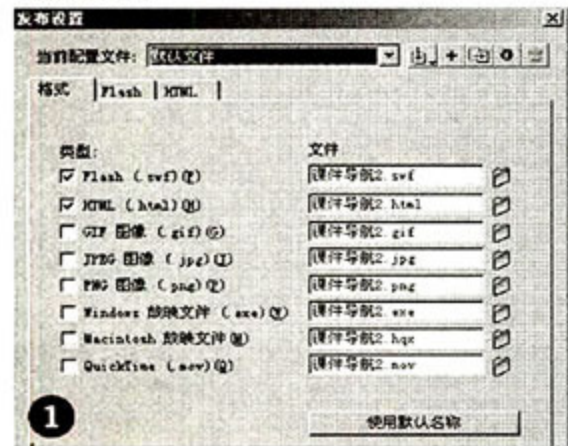 发布设置
当前配置文件: 默认文件
格式 Flash HTML
类型: 文件
Flash (.swf)(F) 课件导航2.swf
HTML (.html)(H) 课件导航2.html
GIF 图像 (.gif)(G) 课件导航2.gif
JPEG 图像 (.jpg)(J) 课件导航2.jpg
PNG 图像 (.png)(P) 课件导航2.png
Windows 放映文件 (.exe)(W) 课件导航2.exe
Macintosh 放映文件(M) 课件导航2.hqx
QuickTime (.mov)(Q) 课件导航2.mov
1 使用默认名称